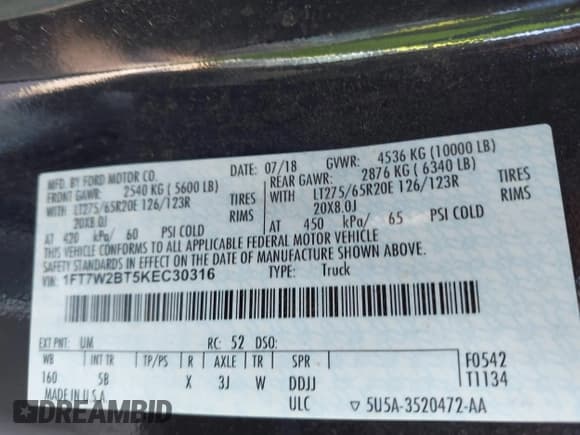 MFD. BY FORD MOTOR CO.
DATE: 07/18 GVWR: 4536 KG (10000 LB)
FRONT GAWR: 2540 KG ( 5600 LB) REAR GAWR: 2876 KG ( 6340 LB)
WITH LT275/65R20E 126/123R TIRES WITH LT275/65R20E 126/123R TIRES
20X8.0J RIMS 20X8.0J RIMS
AT 420 kPa/ 60 PSI COLD AT 450 kPa/ 65 PSI COLD
THIS VEHICLE CONFORMS TO ALL APPLICABLE FEDERAL MOTOR VEHICLE
SAFETY STANDARDS IN EFFECT ON THE DATE OF MANUFACTURE SHOWN ABOVE.
VIN: 1FT7W2BT5KEC30316 TYPE: Truck
EXT PNT: UM RC: 52 DSO:
WB INT TR TP/PS R AXLE TR SPR F0542
160 5B X 3J W DDJJ T1134
MADE IN U.S.A ULC ▽ 5U5A-3520472-AA
DREAMBID